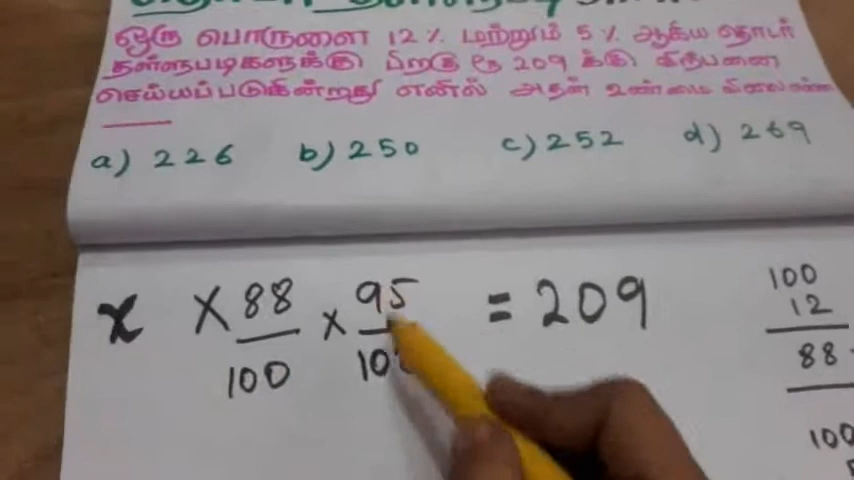 ஒரு பொருளை 12% மற்றும் 5% ஆகிய தொடர்
தள்ளுபடிகளுக்கு பிறகு ரூ 209 க்கு விற்பனை
செய்யப்படுகின்றது எனில் அதன் உண்மை விலை என்ன
a) 226 b) 250 c) 252 d) 269
x × 88/100 × 95/100 = 209
100
12
88
100